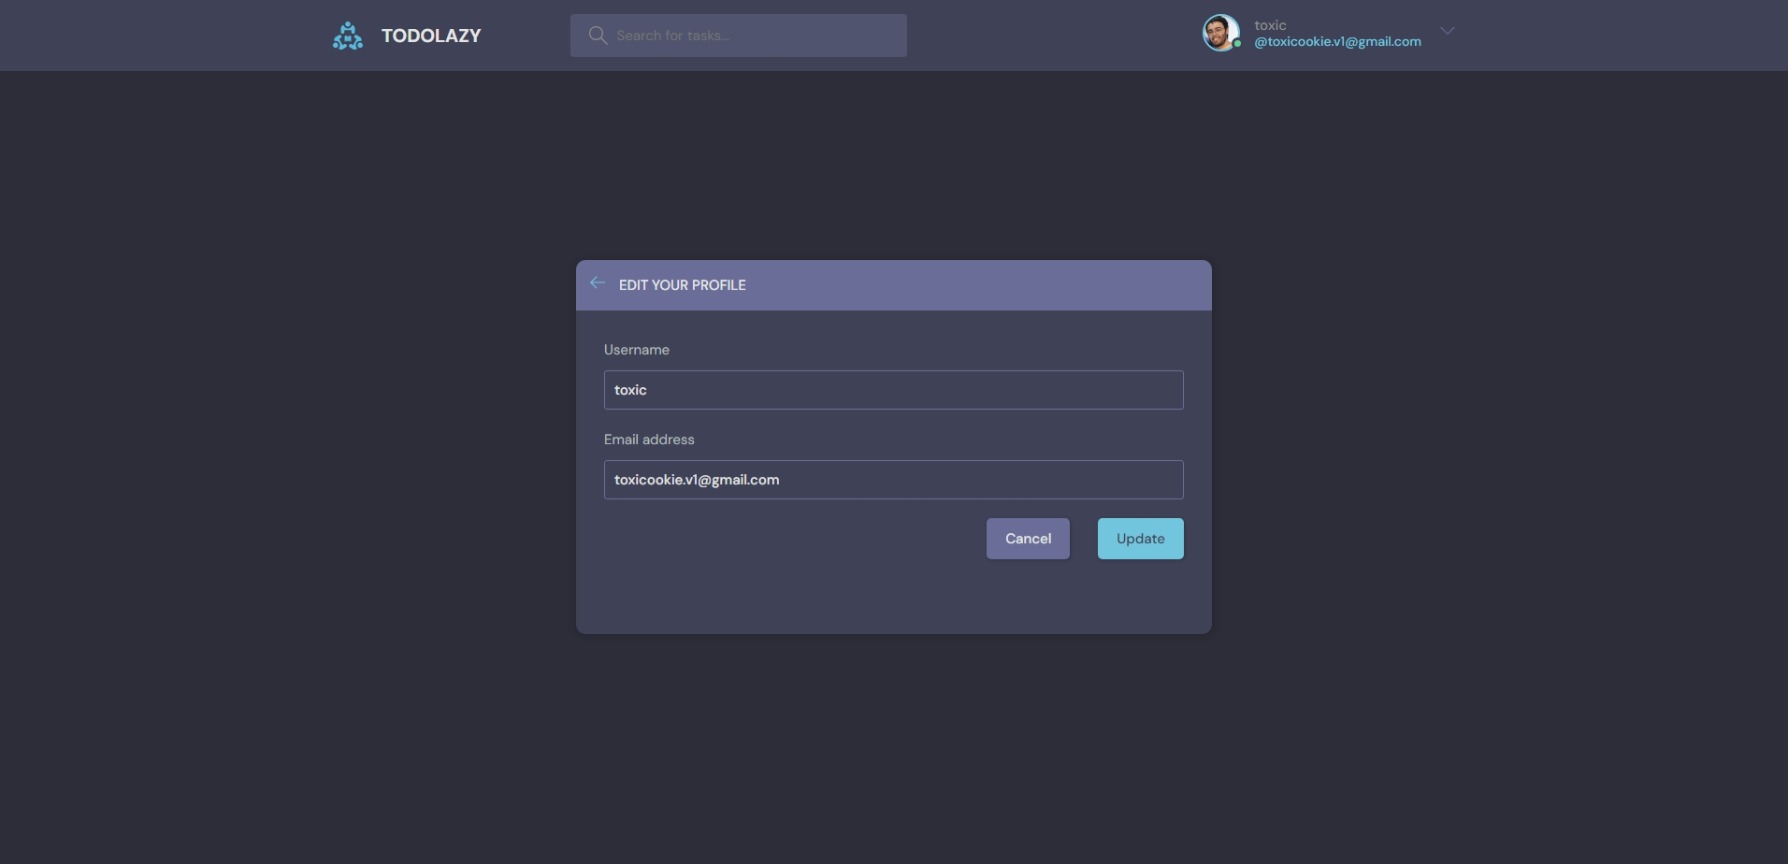 TODOLAZY
Search for tasks...
toxic
@toxicookie.v1@gmail.com
EDIT YOUR PROFILE
Username
toxic
Email address
toxicookie.v1@gmail.com
Cancel
Update